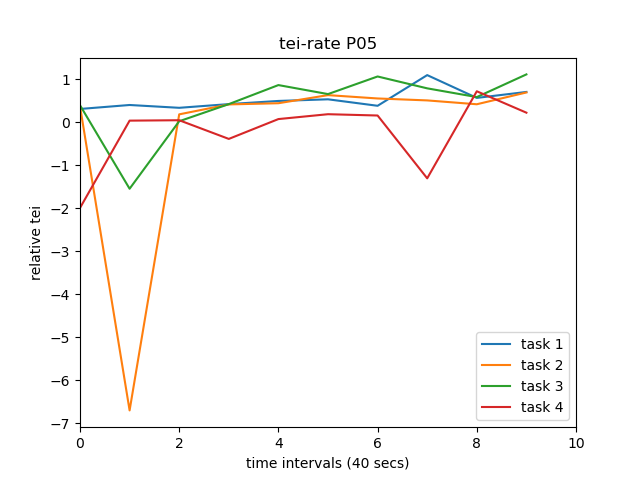 tei-rate P05
relative tei
1
0
−1
−2
−3
−4
−5
−6
−7
task 1
task 2
task 3
task 4
0 2 4 6 8 10
time intervals (40 secs)